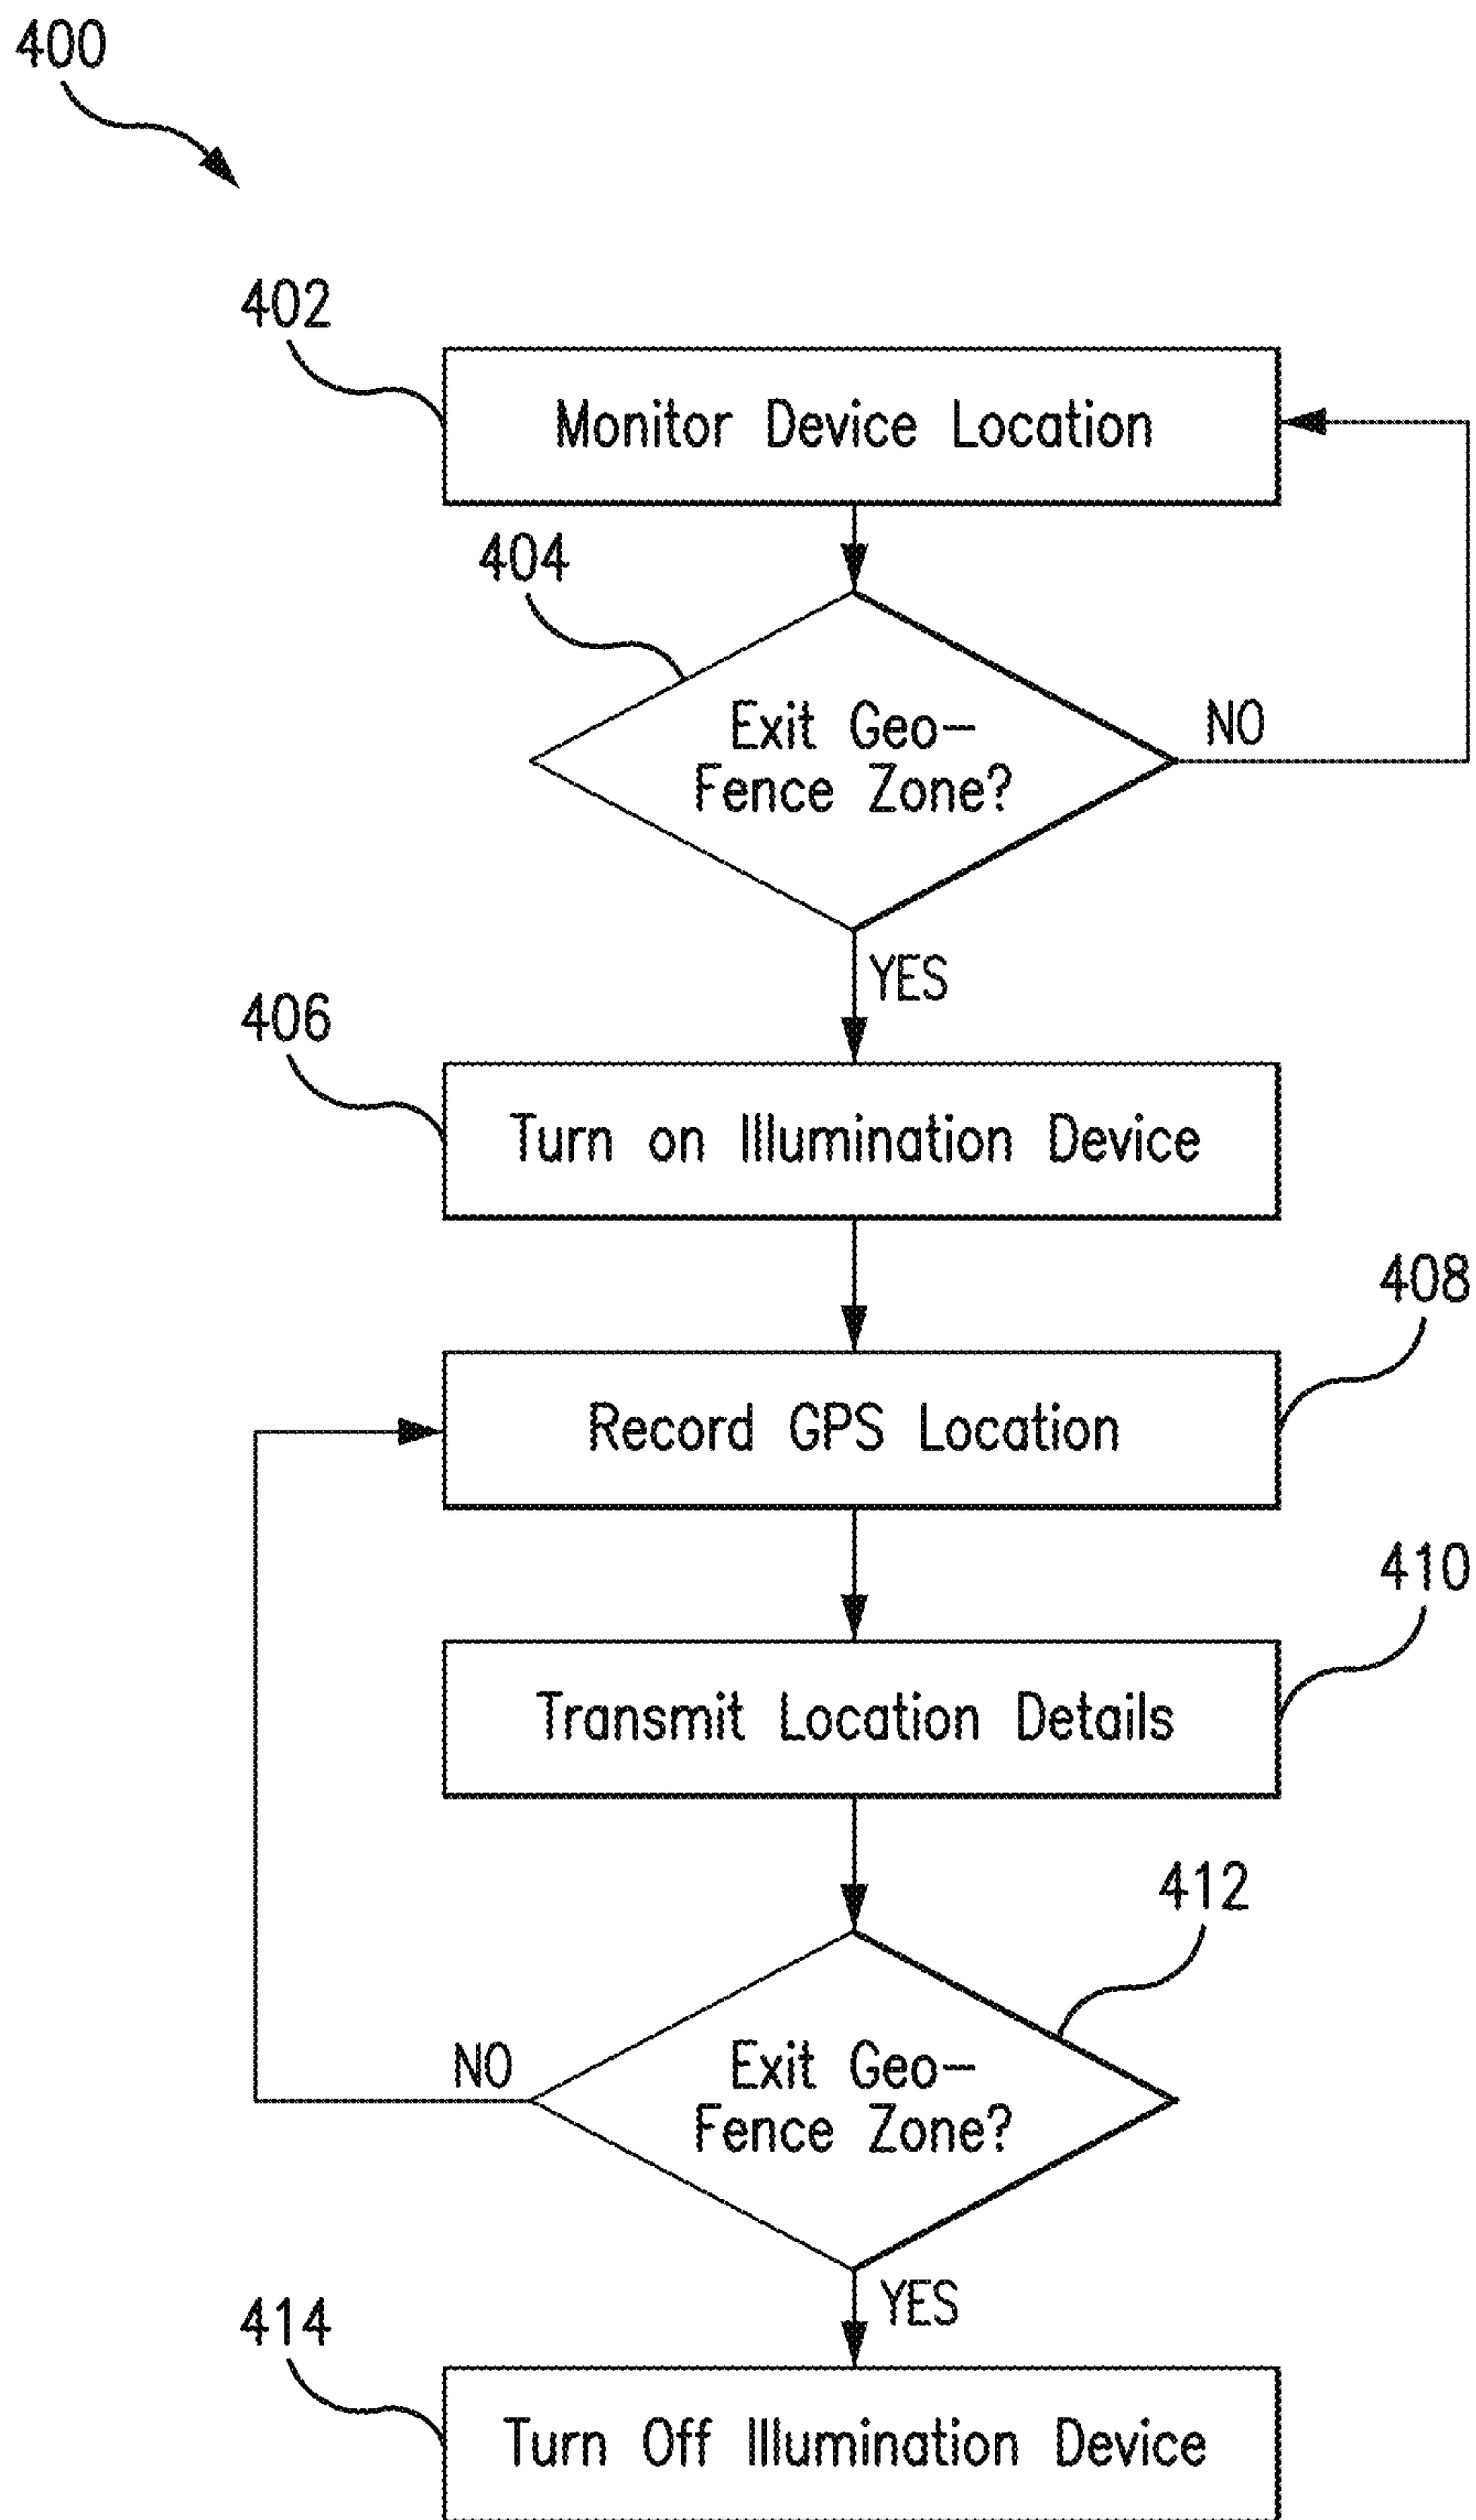 400
402
Monitor Device Location
404
Exit Geo-
Fence Zone?
NO
YES
406
Turn on Illumination Device
408
Record GPS Location
410
Transmit Location Details
412
Exit Geo-
Fence Zone?
NO
YES
414
Turn Off Illumination Device